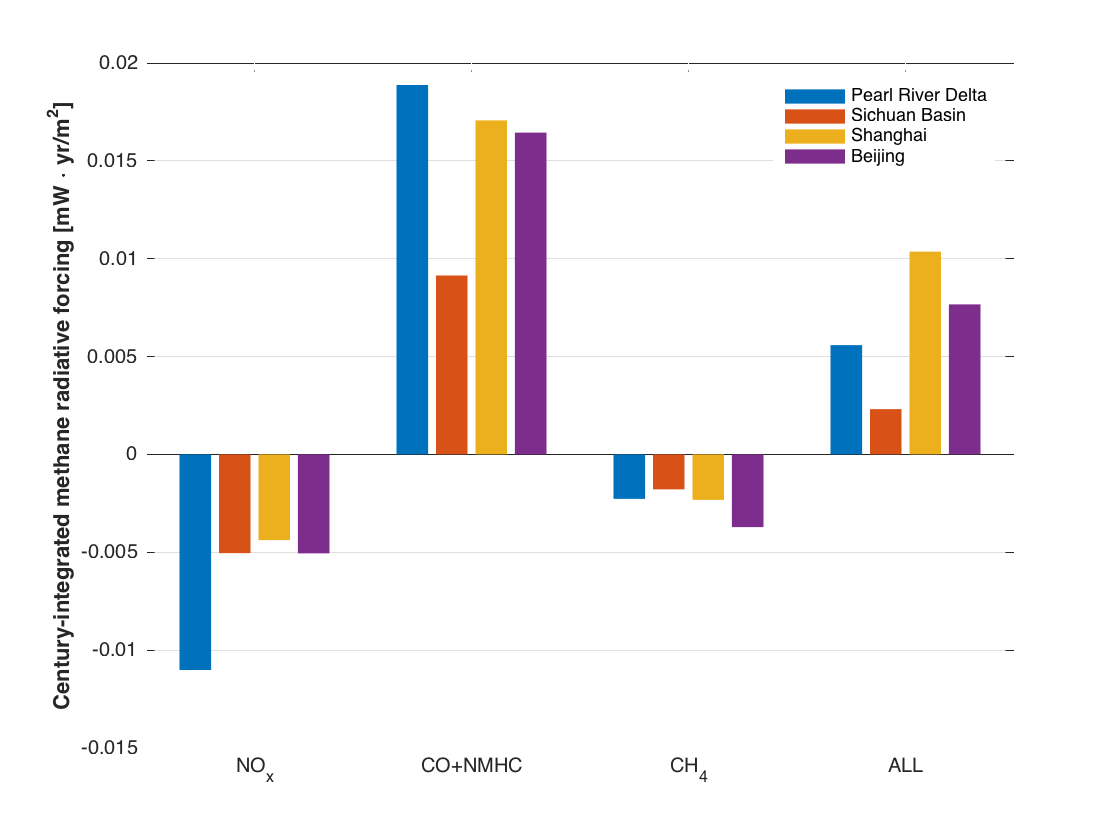 Century-integrated methane radiative forcing [mW · yr/m²]
0.02
0.015
0.01
0.005
0
-0.005
-0.01
-0.015
Pearl River Delta
Sichuan Basin
Shanghai
Beijing
NOₓ
CO+NMHC
CH₄
ALL